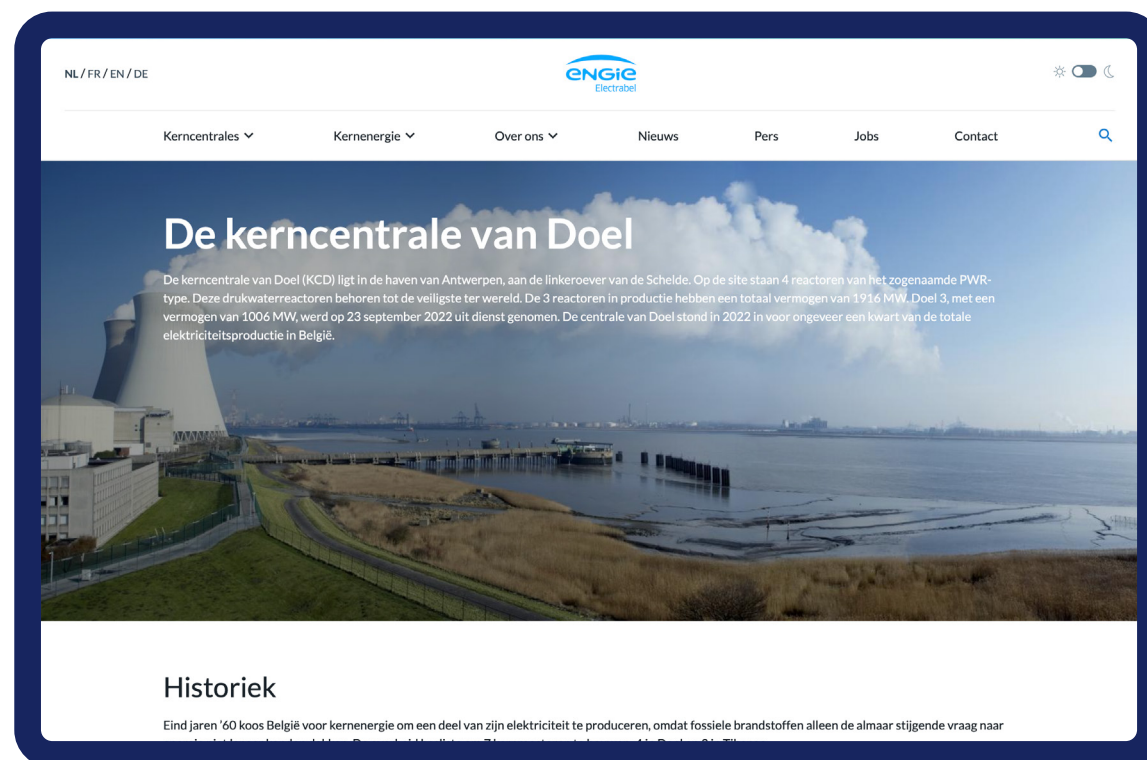 NL / FR / EN / DE
ENGIE
Electrabel
Kerncentrales
Kernenergie
Over ons
Nieuws
Pers
Jobs
Contact
De kerncentrale van Doel
De kerncentrale van Doel (KCD) ligt in de haven van Antwerpen, aan de linkeroever van de Schelde. Op de site staan 4 reactoren van het zogenaamde PWR-
type. Deze drukwaterreactoren behoren tot de veiligste ter wereld. De 3 reactoren in productie hebben een totaal vermogen van 1916 MW. Doel 3, met een
vermogen van 1006 MW, werd op 23 september 2022 uit dienst genomen. De centrale van Doel stond in 2022 in voor ongeveer een kwart van de totale
elektriciteitsproductie in België.
Historiek
Eind jaren '60 koos België voor kernenergie om een deel van zijn elektriciteit te produceren, omdat fossiele brandstoffen alleen de almaar stijgende vraag naar